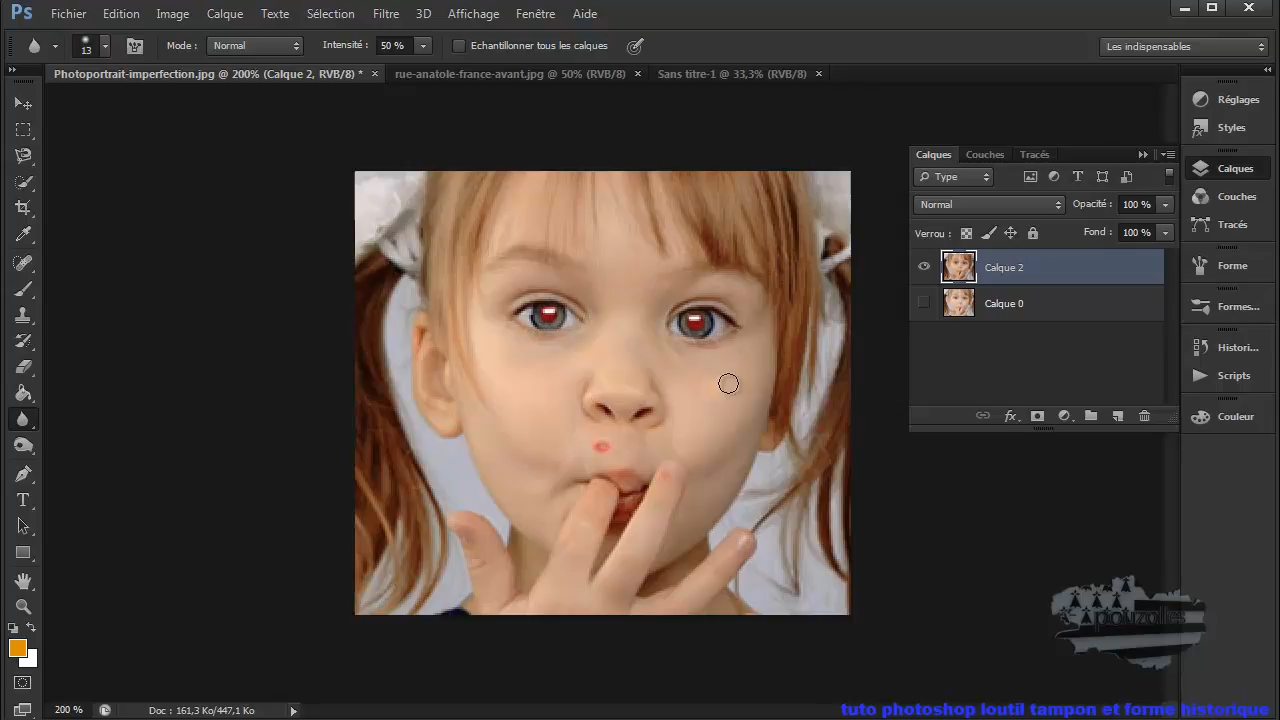 Ps Fichier Edition Image Calque Texte Sélection Filtre 3D Affichage Fenêtre Aide
13 Mode : Normal Intensité : 50 % Echantillonner tous les calques Les indispensables
Photoportrait-imperfection.jpg @ 200% (Calque 2, RVB/8) * × rue-anatole-france-avant.jpg @ 50% (RVB/8) × Sans titre-1 @ 33,3% (RVB/8) ×
Calques Couches Tracés
Type
Normal Opacité : 100 %
Verrou : Fond : 100 %
Calque 2
Calque 0
Réglages
Styles
Calques
Couches
Tracés
Forme
Formes...
Histori...
Scripts
Couleur
pouzolles
200 % Doc : 161,3 Ko/447,1 Ko
tuto photoshop loutil tampon et forme historique